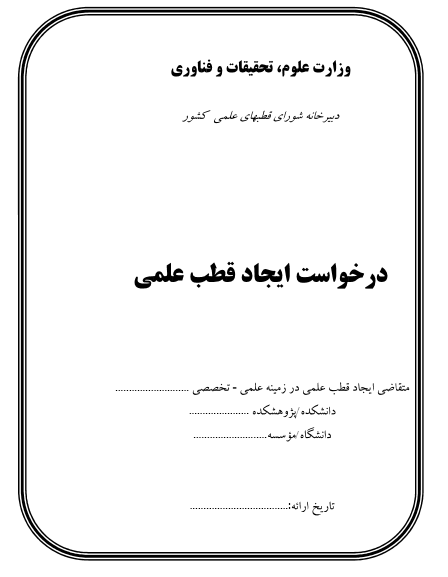 وزارت علوم، تحقیقات و فناوری
دبیرخانه شورای قطبهای علمی کشور
درخواست ایجاد قطب علمی
متقاضی ایجاد قطب علمی در زمینه علمی - تخصصی ...........................
دانشکده/پژوهشکده ......................
دانشگاه/مؤسسه...........................
تاریخ ارائه:....................................